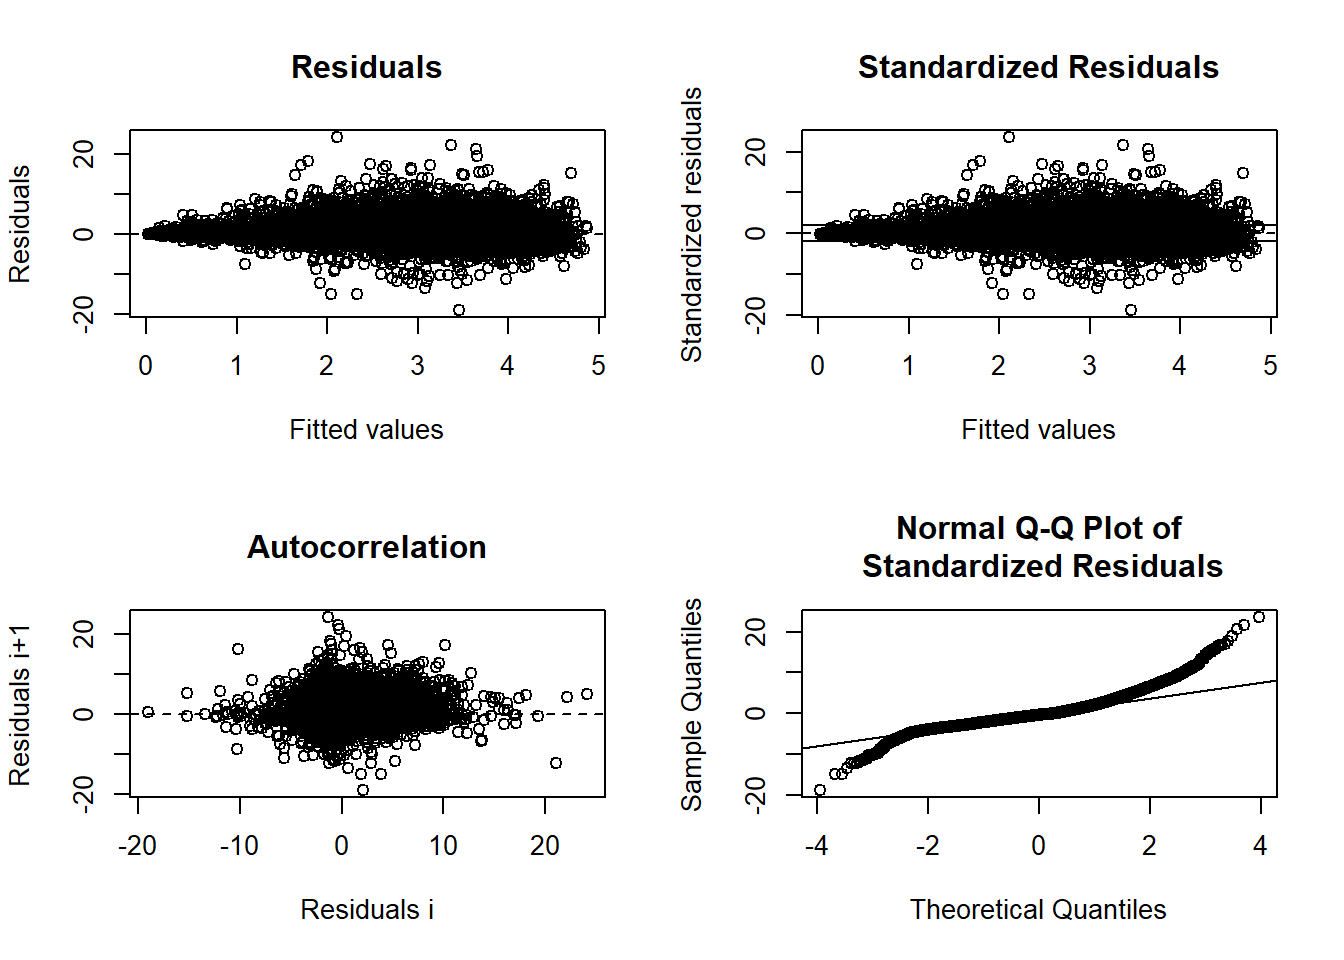 Residuals
Residuals
20
0
-20
0 1 2 3 4 5
Fitted values
Standardized Residuals
Standardized residuals
20
0
-20
0 1 2 3 4 5
Fitted values
Autocorrelation
Residuals i+1
20
0
-20
-20 -10 0 10 20
Residuals i
Normal Q-Q Plot of
Standardized Residuals
Sample Quantiles
20
0
-20
-4 -2 0 2 4
Theoretical Quantiles